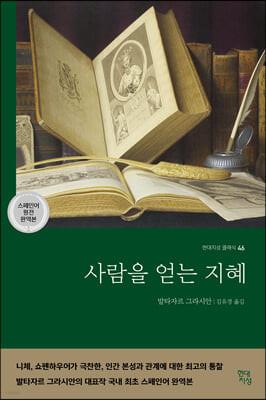 스페인어
원전
완역본
현대지성 클래식 46
사람을 얻는 지혜
발타자르 그라시안 | 김유경 옮김
니체, 쇼펜하우어가 극찬한, 인간 본성과 관계에 대한 최고의 통찰
발타자르 그라시안의 대표작 국내 최초 스페인어 완역본
현대
지성